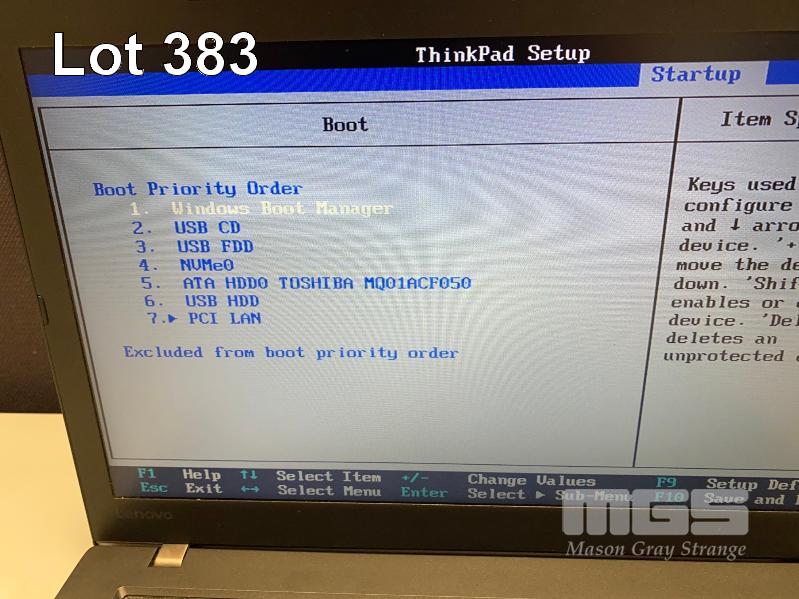 Lot 383
ThinkPad Setup
Startup
Boot
Item
Boot Priority Order
1. Windows Boot Manager
2. USB CD
3. USB FDD
4. NVMe0
5. ATA HDD0 TOSHIBA MQ01ACF050
6. USB HDD
7.▶ PCI LAN
Excluded from boot priority order
Keys used
configure
and ↓ arro
device. '+
move the de
down. 'Shif
enables or
device. 'Del
deletes an
unprotected
F1 Help ↑↓ Select Item +/- Change Values F9 Setup Def
Esc Exit ←→ Select Menu Enter Select ▶ Sub-Menu F10 Save and
Lenovo
MGS
Mason Gray Strange